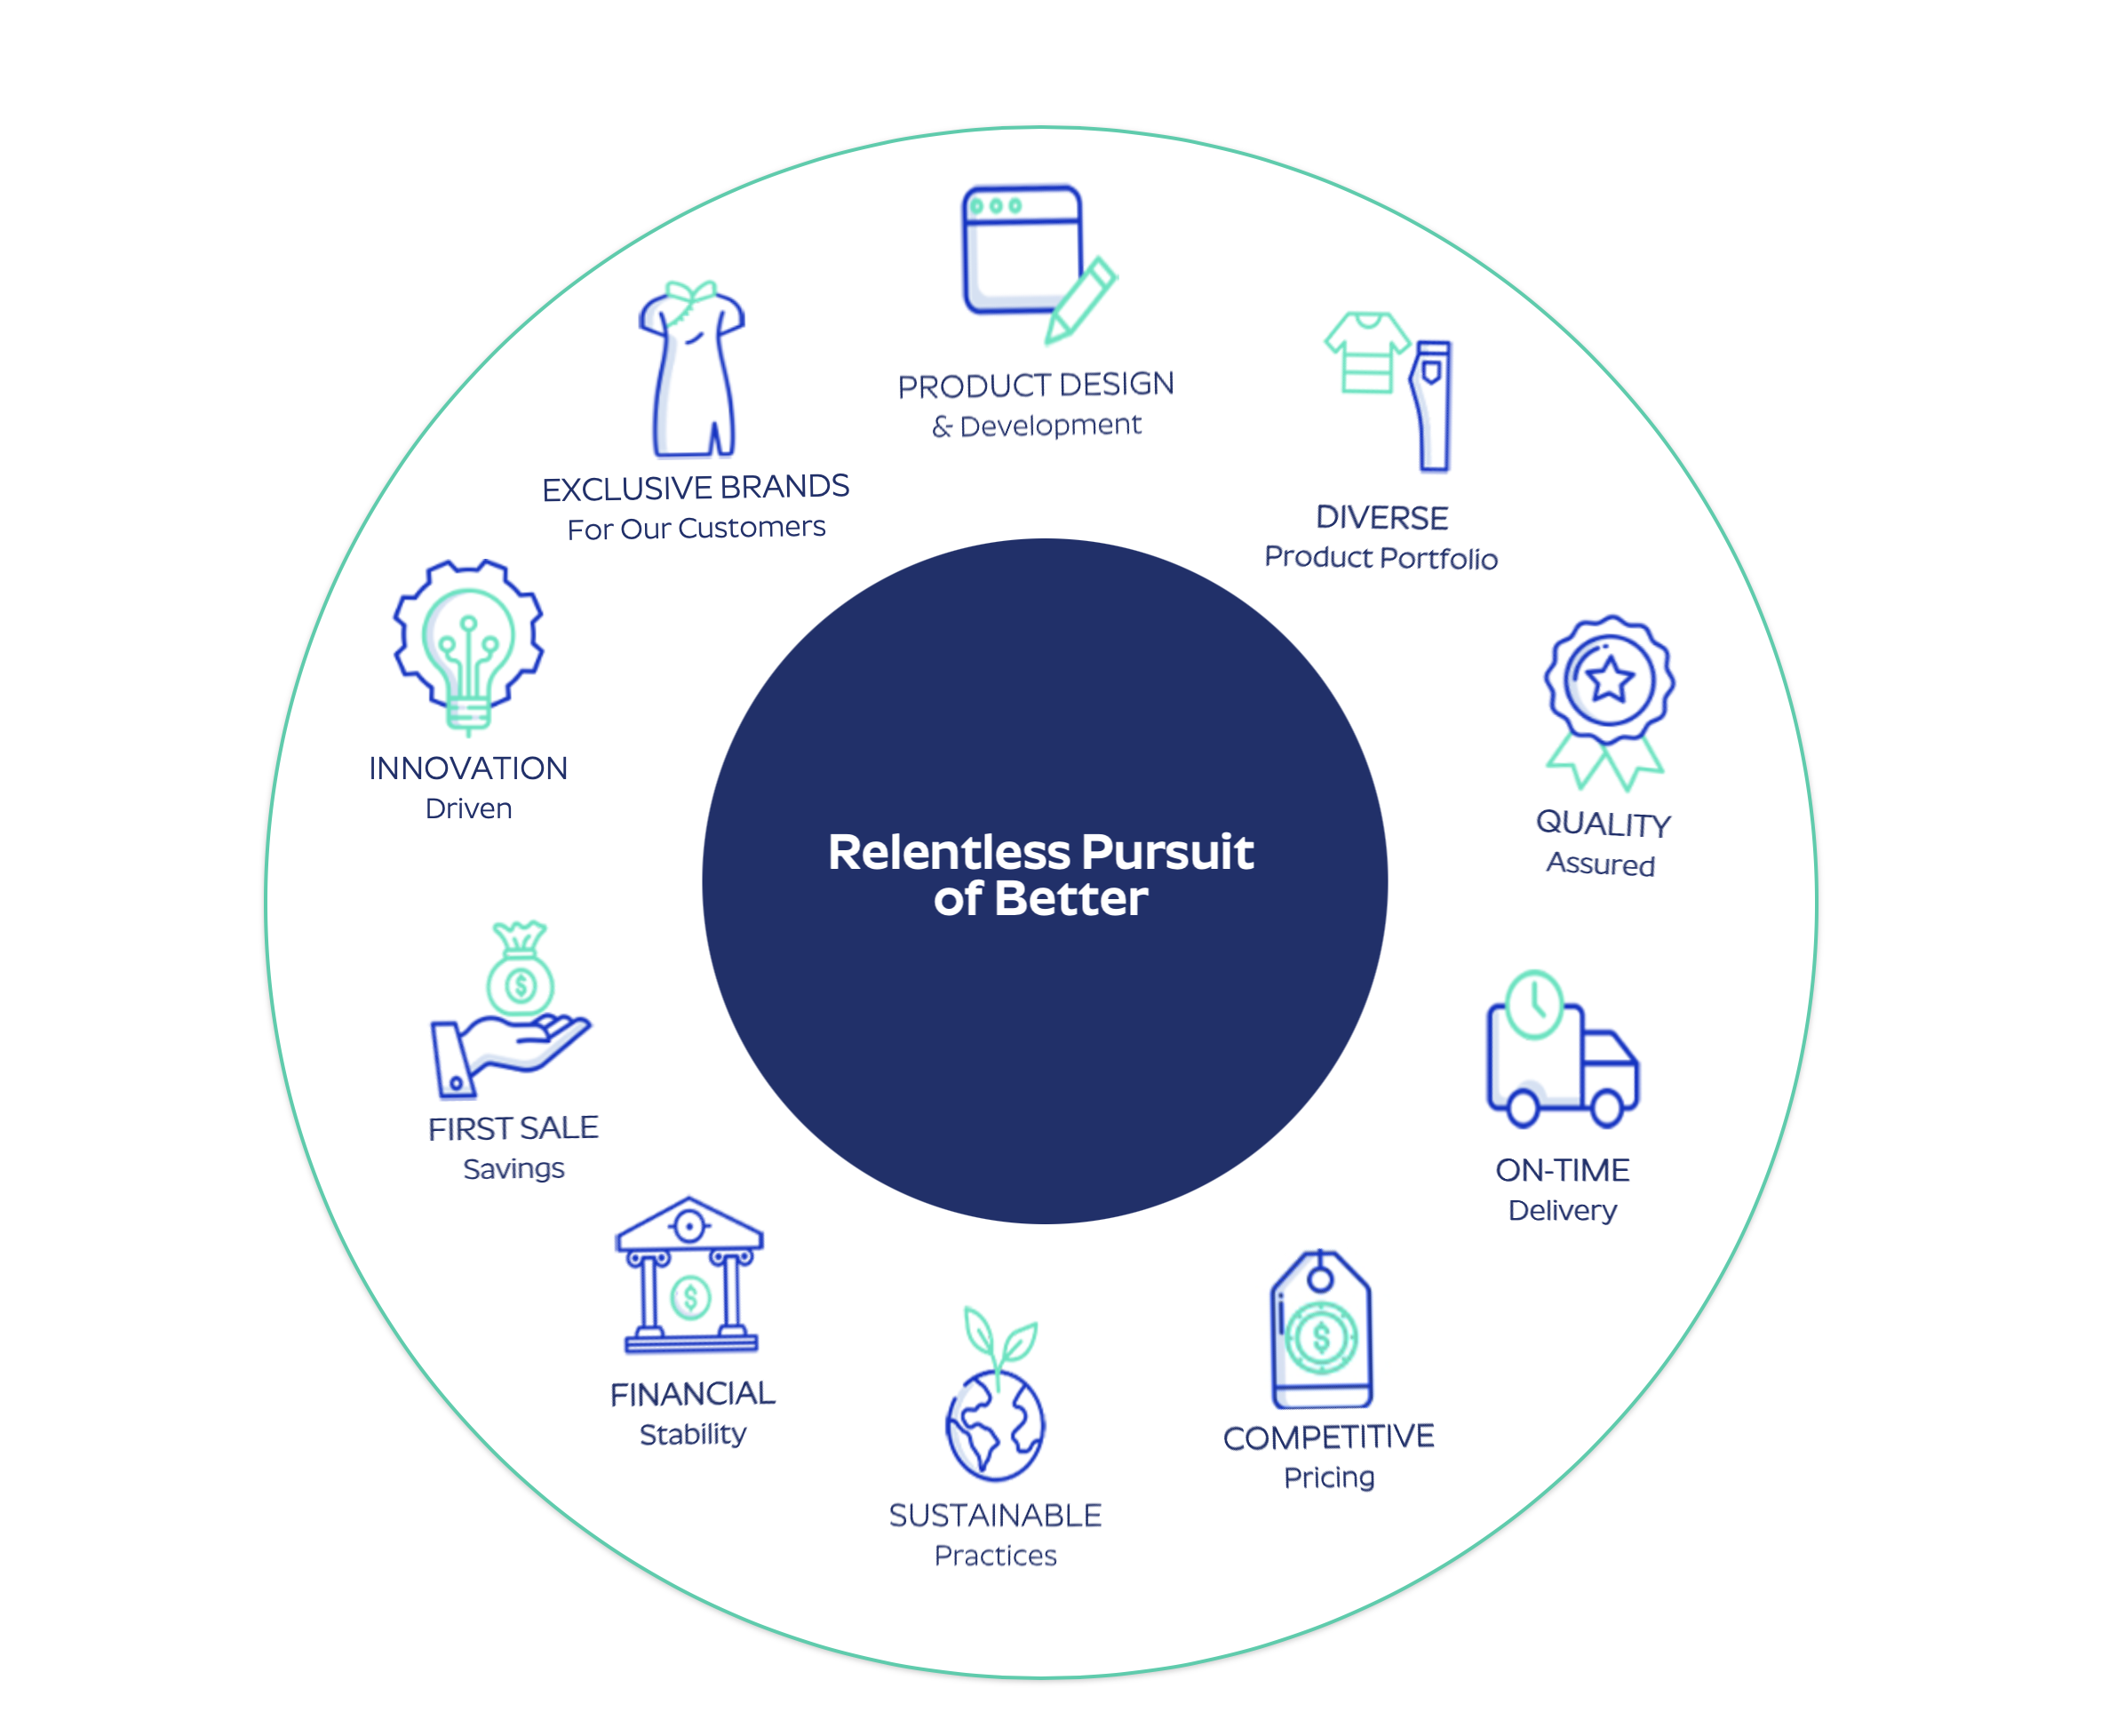 PRODUCT DESIGN
& Development
EXCLUSIVE BRANDS
For Our Customers
DIVERSE
Product Portfolio
INNOVATION
Driven
QUALITY
Assured
Relentless Pursuit
of Better
FIRST SALE
Savings
ON-TIME
Delivery
FINANCIAL
Stability
COMPETITIVE
Pricing
SUSTAINABLE
Practices